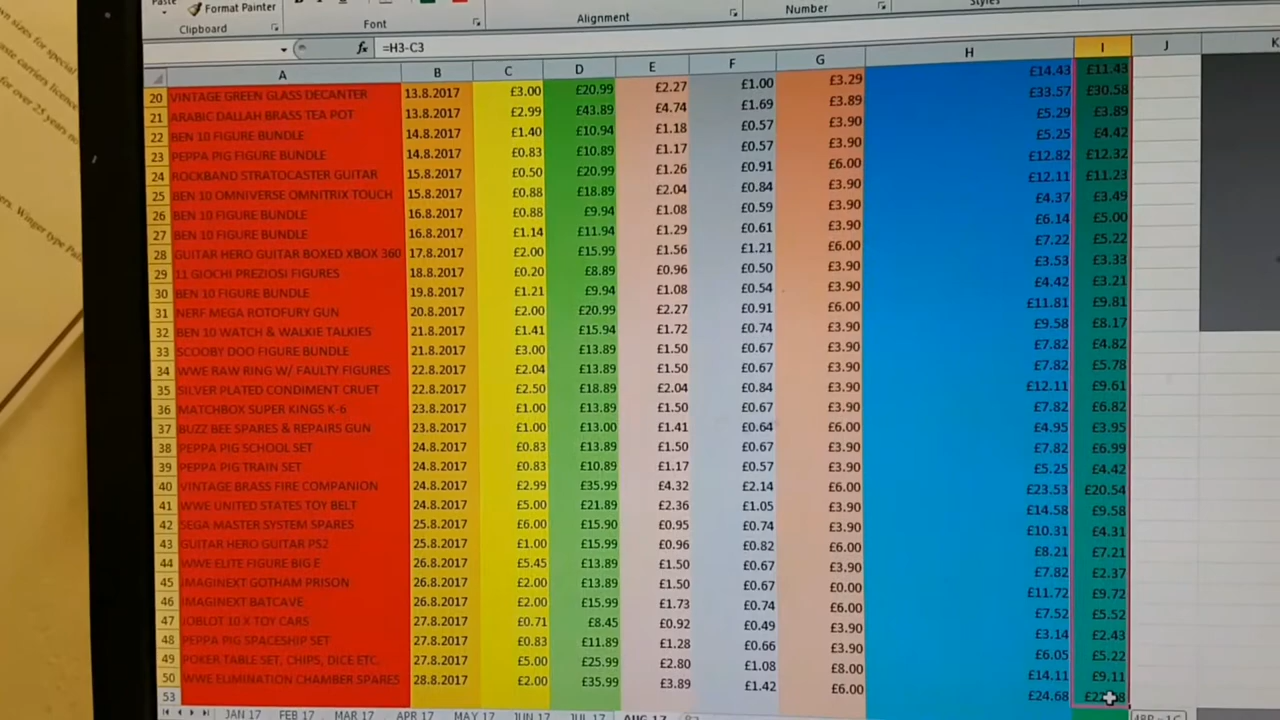 Format Painter
Clipboard Font Alignment Number Styles
fx =H3-C3
A B C D E F G H I J K
20 VINTAGE GREEN GLASS DECANTER 13.8.2017 £3.00 £20.99 £2.27 £1.00 £3.29 £14.43 £11.43
21 ARABIC DALLAH BRASS TEA POT 13.8.2017 £2.99 £43.89 £4.74 £1.69 £3.89 £33.57 £30.58
22 BEN 10 FIGURE BUNDLE 14.8.2017 £1.40 £10.94 £1.18 £0.57 £3.90 £5.29 £3.89
23 PEPPA PIG FIGURE BUNDLE 14.8.2017 £0.83 £10.89 £1.17 £0.57 £3.90 £5.25 £4.42
24 ROCKBAND STRATOCASTER GUITAR 15.8.2017 £0.50 £20.99 £1.26 £0.91 £6.00 £12.82 £12.32
25 BEN 10 OMNIVERSE OMNITRIX TOUCH 15.8.2017 £0.88 £18.89 £2.04 £0.84 £3.90 £12.11 £11.23
26 BEN 10 FIGURE BUNDLE 16.8.2017 £0.88 £9.94 £1.08 £0.59 £3.90 £4.37 £3.49
27 BEN 10 FIGURE BUNDLE 16.8.2017 £1.14 £11.94 £1.29 £0.61 £3.90 £6.14 £5.00
28 GUITAR HERO GUITAR BOXED XBOX 360 17.8.2017 £2.00 £15.99 £1.56 £1.21 £6.00 £7.22 £5.22
29 11 GIOCHI PREZIOSI FIGURES 18.8.2017 £0.20 £8.89 £0.96 £0.50 £3.90 £3.53 £3.33
30 BEN 10 FIGURE BUNDLE 19.8.2017 £1.21 £9.94 £1.08 £0.54 £3.90 £4.42 £3.21
31 NERF MEGA ROTOFURY GUN 20.8.2017 £2.00 £20.99 £2.27 £0.91 £6.00 £11.81 £9.81
32 BEN 10 WATCH & WALKIE TALKIES 21.8.2017 £1.41 £15.94 £1.72 £0.74 £3.90 £9.58 £8.17
33 SCOOBY DOO FIGURE BUNDLE 21.8.2017 £3.00 £13.89 £1.50 £0.67 £3.90 £7.82 £4.82
34 WWE RAW RING W/ FAULTY FIGURES 22.8.2017 £2.04 £13.89 £1.50 £0.67 £3.90 £7.82 £5.78
35 SILVER PLATED CONDIMENT CRUET 22.8.2017 £2.50 £18.89 £2.04 £0.84 £3.90 £12.11 £9.61
36 MATCHBOX SUPER KINGS K-6 23.8.2017 £1.00 £13.89 £1.50 £0.67 £3.90 £7.82 £6.82
37 BUZZ BEE SPARES & REPAIRS GUN 23.8.2017 £1.00 £13.00 £1.41 £0.64 £6.00 £4.95 £3.95
38 PEPPA PIG SCHOOL SET 24.8.2017 £0.83 £13.89 £1.50 £0.67 £3.90 £7.82 £6.99
39 PEPPA PIG TRAIN SET 24.8.2017 £0.83 £10.89 £1.17 £0.57 £3.90 £5.25 £4.42
40 VINTAGE BRASS FIRE COMPANION 24.8.2017 £2.99 £35.99 £4.32 £2.14 £6.00 £23.53 £20.54
41 WWE UNITED STATES TOY BELT 24.8.2017 £5.00 £21.89 £2.36 £1.05 £3.90 £14.58 £9.58
42 SEGA MASTER SYSTEM SPARES 25.8.2017 £6.00 £15.90 £0.95 £0.74 £3.90 £10.31 £4.31
43 GUITAR HERO GUITAR PS2 25.8.2017 £1.00 £15.99 £0.96 £0.82 £6.00 £8.21 £7.21
44 WWE ELITE FIGURE BIG E 26.8.2017 £5.45 £13.89 £1.50 £0.67 £3.90 £7.82 £2.37
45 IMAGINEXT GOTHAM PRISON 26.8.2017 £2.00 £13.89 £1.50 £0.67 £0.00 £11.72 £9.72
46 IMAGINEXT BATCAVE 26.8.2017 £2.00 £15.99 £1.73 £0.74 £6.00 £7.52 £5.52
47 JOBLOT 10 X TOY CARS 27.8.2017 £0.71 £8.45 £0.92 £0.49 £3.90 £3.14 £2.43
48 PEPPA PIG SPACESHIP SET 27.8.2017 £0.83 £11.89 £1.28 £0.66 £3.90 £6.05 £5.22
49 POKER TABLE SET, CHIPS, DICE ETC. 27.8.2017 £5.00 £25.99 £2.80 £1.08 £8.00 £14.11 £9.11
50 WWE ELIMINATION CHAMBER SPARES 28.8.2017 £2.00 £35.99 £3.89 £1.42 £6.00 £24.68
53
JAN 17 FEB 17 MAR 17 APR 17 MAY 17 JUN 17 JUL 17 AUG 17
own sizes for special
aste carriers licence
for over 25 years
ers. Winger type